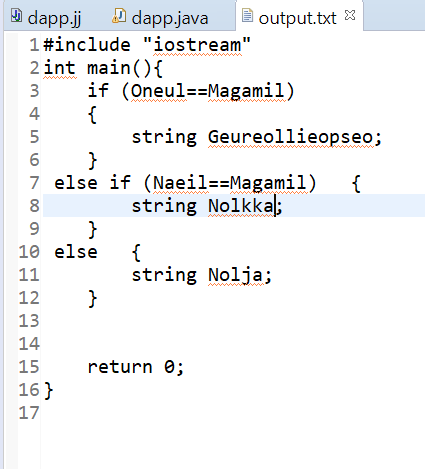 dapp.jj dapp.java output.txt
1 #include "iostream"
2 int main(){
3 if (Oneul==Magamil)
4 {
5 string Geureollieopseo;
6 }
7 else if (Naeil==Magamil) {
8 string Nolkka;
9 }
10 else {
11 string Nolja;
12 }
13
14
15 return 0;
16 }
17